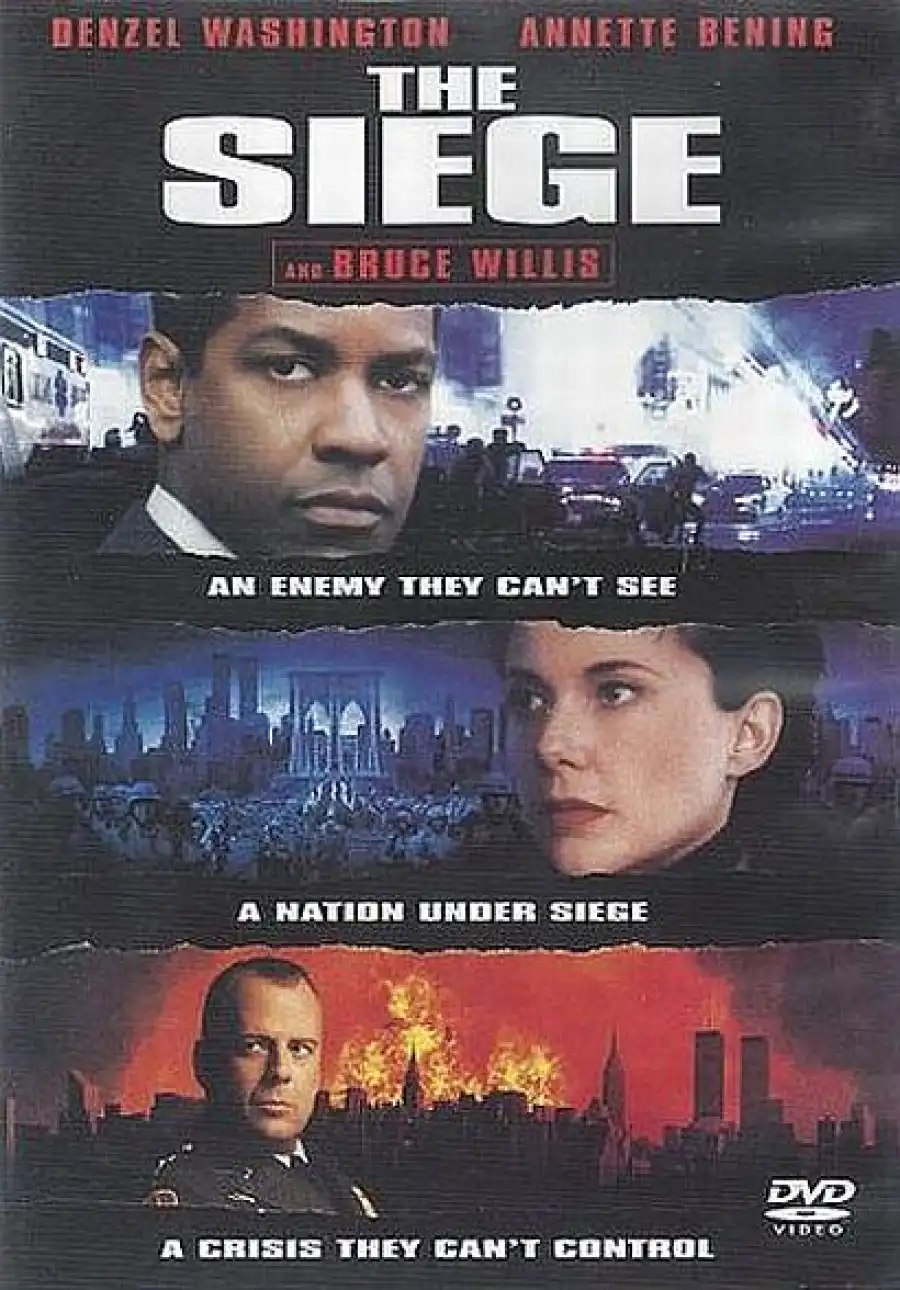 DENZEL WASHINGTON ANNETTE BENING
THE
SIEGE
AND BRUCE WILLIS
AN ENEMY THEY CAN'T SEE
A NATION UNDER SIEGE
A CRISIS THEY CAN'T CONTROL
DVD
VIDEO